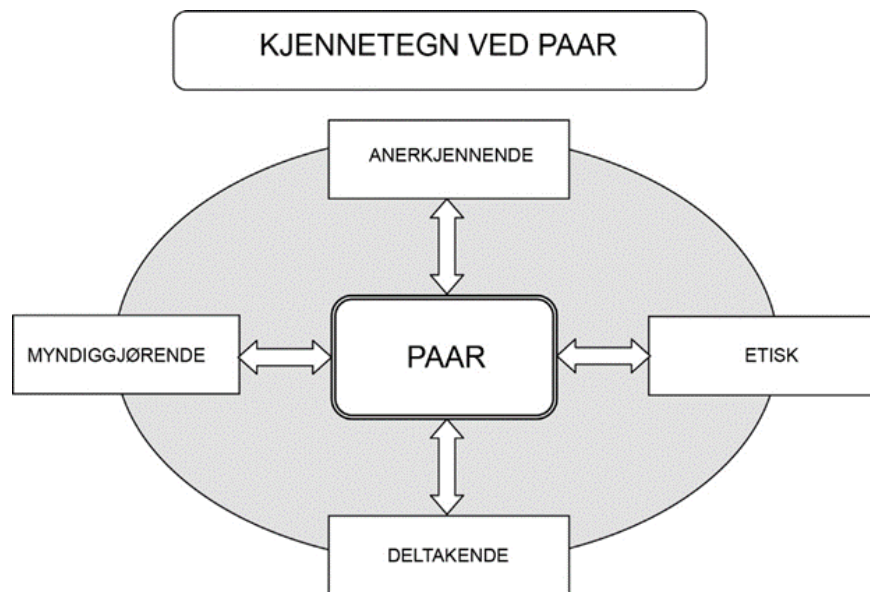 KJENNETEGN VED PAAR
ANERKJENNENDE
MYNDIGGJØRENDE
PAAR
ETISK
DELTAKENDE